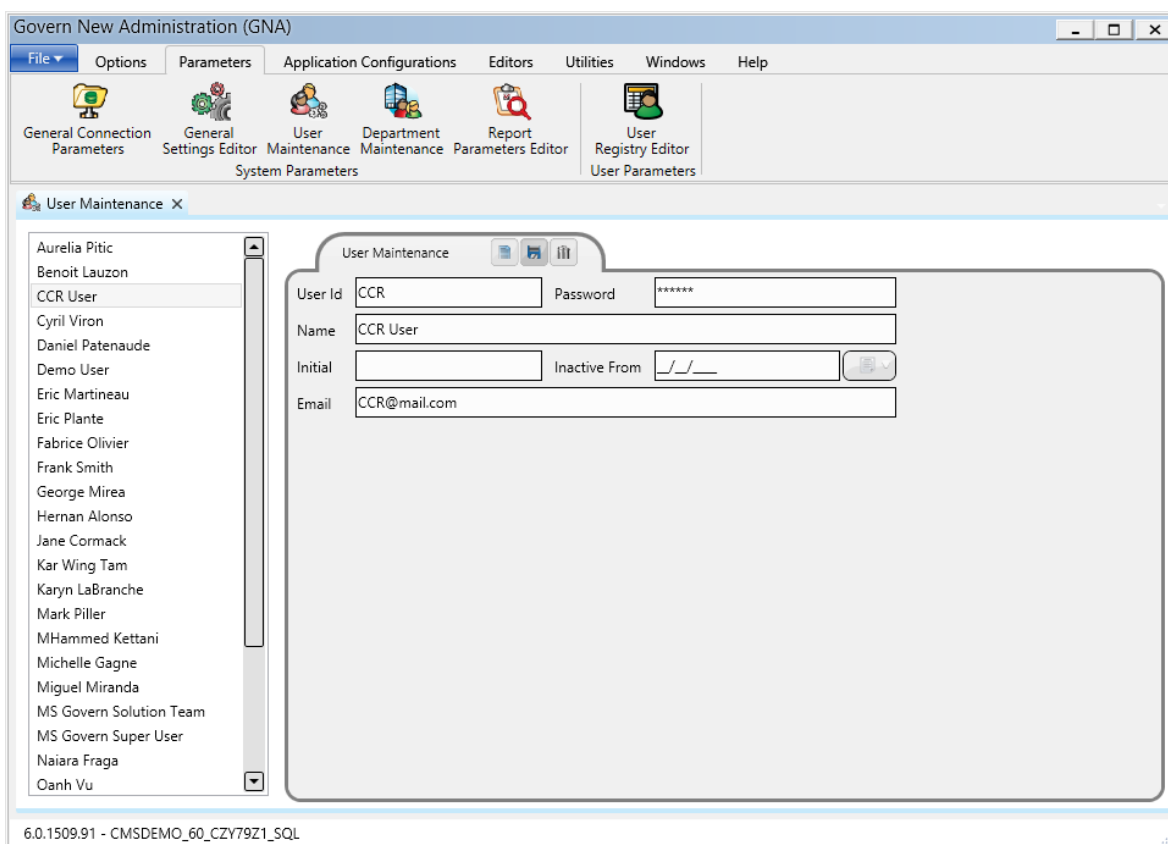 Govern New Administration (GNA)
File Options Parameters Application Configurations Editors Utilities Windows Help
General Connection Parameters
General Settings Editor
User Maintenance
Department Maintenance
Report Parameters Editor
User Registry Editor
System Parameters
User Parameters
User Maintenance
Aurelia Pitic
Benoit Lauzon
CCR User
Cyril Viron
Daniel Patenaude
Demo User
Eric Martineau
Eric Plante
Fabrice Olivier
Frank Smith
George Mirea
Hernan Alonso
Jane Cormack
Kar Wing Tam
Karyn LaBranche
Mark Piller
MHammed Kettani
Michelle Gagne
Miguel Miranda
MS Govern Solution Team
MS Govern Super User
Naiara Fraga
Oanh Vu
User Maintenance
User Id CCR Password ******
Name CCR User
Initial Inactive From __/__/____
Email CCR@mail.com
6.0.1509.91 - CMSDEMO_60_CZY79Z1_SQL